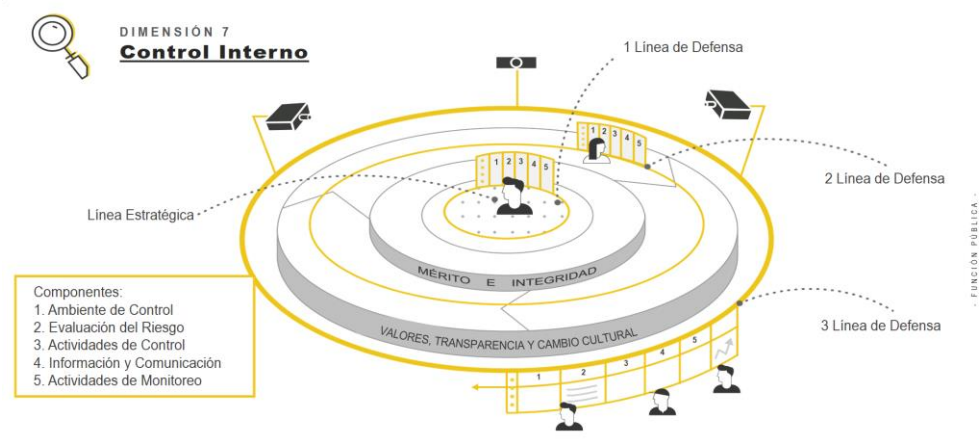 DIMENSIÓN 7
Control Interno
1 Linea de Defensa
1 2 3 4 5
1 2 3 4 5
2 Linea de Defensa
Línea Estratégica
MÉRITO E INTEGRIDAD
- FUNCIÓN PÚBLICA -
Componentes:
1. Ambiente de Control
2. Evaluación del Riesgo
3. Actividades de Control
4. Información y Comunicación
5. Actividades de Monitoreo
3 Linea de Defensa
VALORES, TRANSPARENCIA Y CAMBIO CULTURAL
1 2 3 4 5